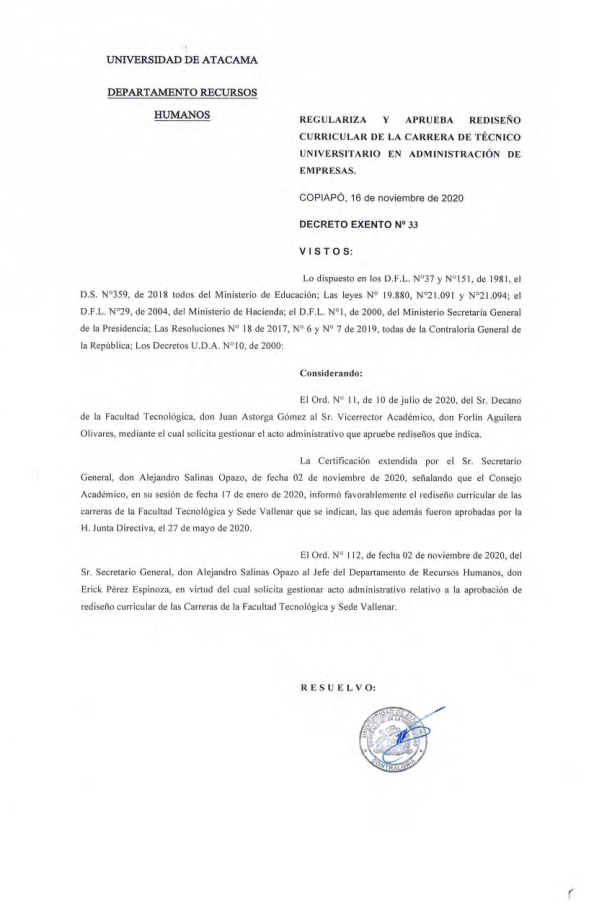 UNIVERSIDAD DE ATACAMA
DEPARTAMENTO RECURSOS
HUMANOS
REGULARIZA Y APRUEBA REDISEÑO
CURRICULAR DE LA CARRERA DE TÉCNICO
UNIVERSITARIO EN ADMINISTRACIÓN DE
EMPRESAS.
COPIAPÓ, 16 de noviembre de 2020
DECRETO EXENTO Nº 33
V I S T O S:
Lo dispuesto en los D.F.L. N°37 y N°151, de 1981, el
D.S. N°359, de 2018 todos del Ministerio de Educación; Las leyes N° 19.880, N°21.091 y N°21.094; el
D.F.L. N°29, de 2004, del Ministerio de Hacienda; el D.F.L. N°1, de 2000, del Ministerio Secretaría General
de la Presidencia; Las Resoluciones N° 18 de 2017, N° 6 y N° 7 de 2019, todas de la Contraloría General de
la República; Los Decretos U.D.A. N°10, de 2000:
Considerando:
El Ord. N° 11, de 10 de julio de 2020, del Sr. Decano
de la Facultad Tecnológica, don Juan Astorga Gómez al Sr. Vicerrector Académico, don Forlín Aguilera
Olivares, mediante el cual solicita gestionar el acto administrativo que apruebe rediseños que indica.
La Certificación extendida por el Sr. Secretario
General, don Alejandro Salinas Opazo, de fecha 02 de noviembre de 2020, señalando que el Consejo
Académico, en su sesión de fecha 17 de enero de 2020, informó favorablemente el rediseño curricular de las
carreras de la Facultad Tecnológica y Sede Vallenar que se indican, las que además fueron aprobadas por la
H. Junta Directiva, el 27 de mayo de 2020.
El Ord. N° 112, de fecha 02 de noviembre de 2020, del
Sr. Secretario General, don Alejandro Salinas Opazo al Jefe del Departamento de Recursos Humanos, don
Erick Pérez Espinoza, en virtud del cual solicita gestionar acto administrativo relativo a la aprobación de
rediseño curricular de las Carreras de la Facultad Tecnológica y Sede Vallenar.
R E S U E L V O:
UNIVERSIDAD DE ATACAMA
CONTRALORIA